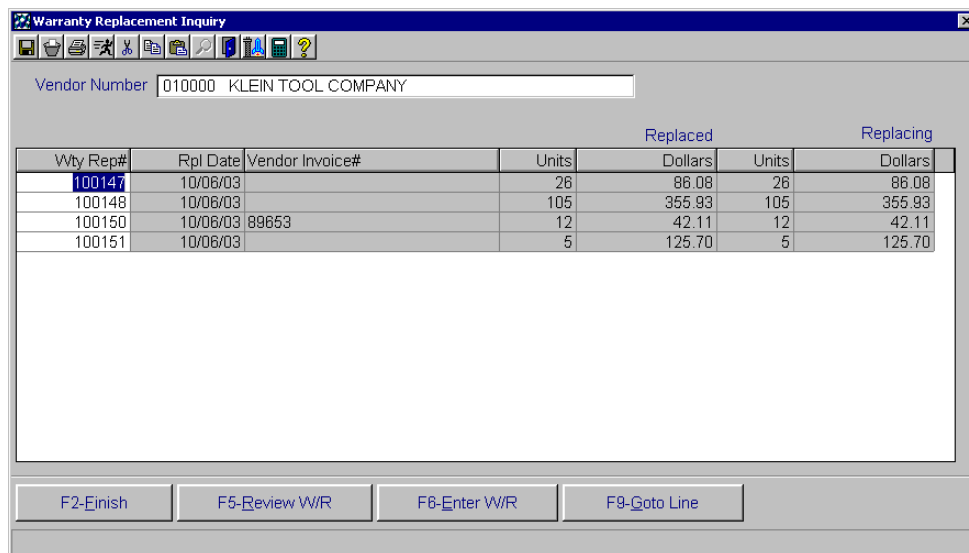 Warranty Replacement Inquiry
Vendor Number 010000 KLEIN TOOL COMPANY
Replaced Replacing
Wty Rep# Rpl Date Vendor Invoice# Units Dollars Units Dollars
100147 10/06/03 26 86.08 26 86.08
100148 10/06/03 105 355.93 105 355.93
100150 10/06/03 89653 12 42.11 12 42.11
100151 10/06/03 5 125.70 5 125.70
F2-Finish F5-Review W/R F6-Enter W/R F9-Goto Line